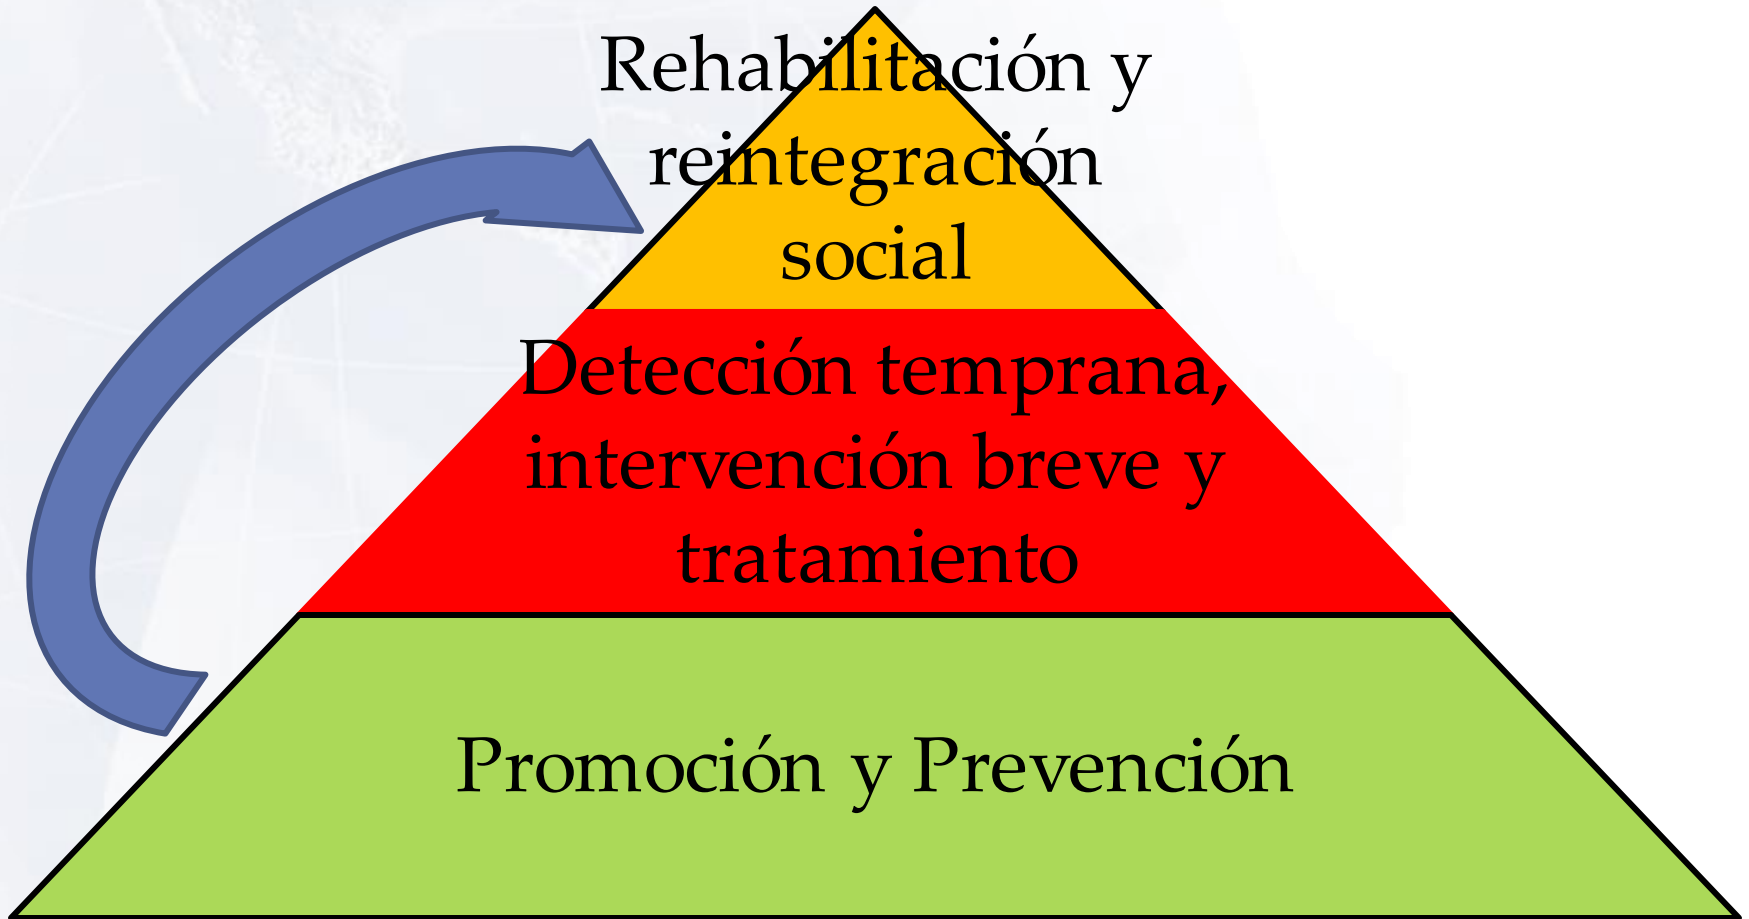 Rehabilitación y
reintegración
social
Detección temprana,
intervención breve y
tratamiento
Promoción y Prevención